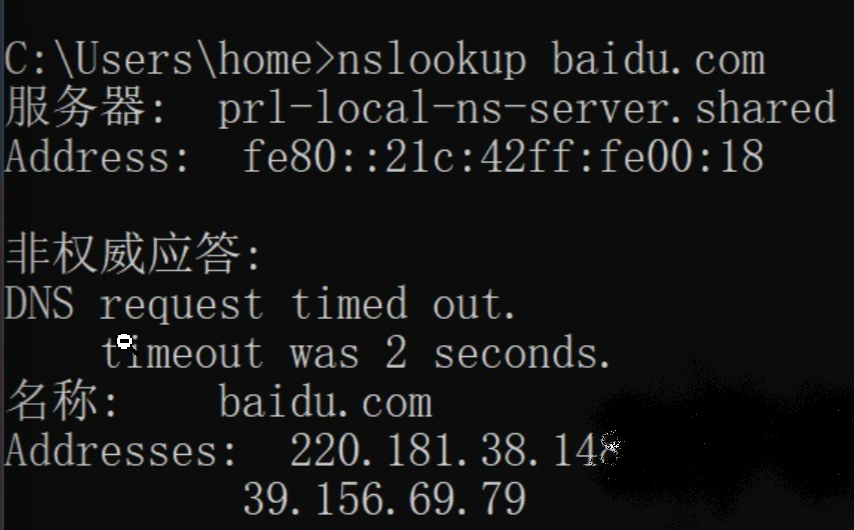 C:\Users\home>nslookup baidu.com
服务器:  prl-local-ns-server.shared
Address:  fe80::21c:42ff:fe00:18
非权威应答:
DNS request timed out.
    timeout was 2 seconds.
名称:    baidu.com
Addresses:  220.181.38.148
          39.156.69.79